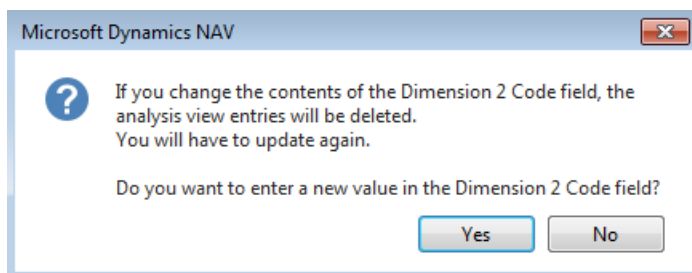 Microsoft Dynamics NAV
If you change the contents of the Dimension 2 Code field, the
analysis view entries will be deleted.
You will have to update again.
Do you want to enter a new value in the Dimension 2 Code field?
Yes No